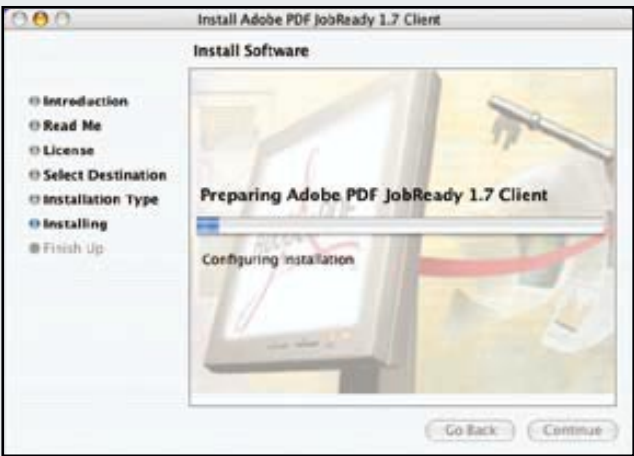 Install Adobe PDF JobReady 1.7 Client
Install Software
Introduction
Read Me
License
Select Destination
Installation Type
Installing
Finish Up
Preparing Adobe PDF JobReady 1.7 Client
Configuring installation
Go Back
Continue